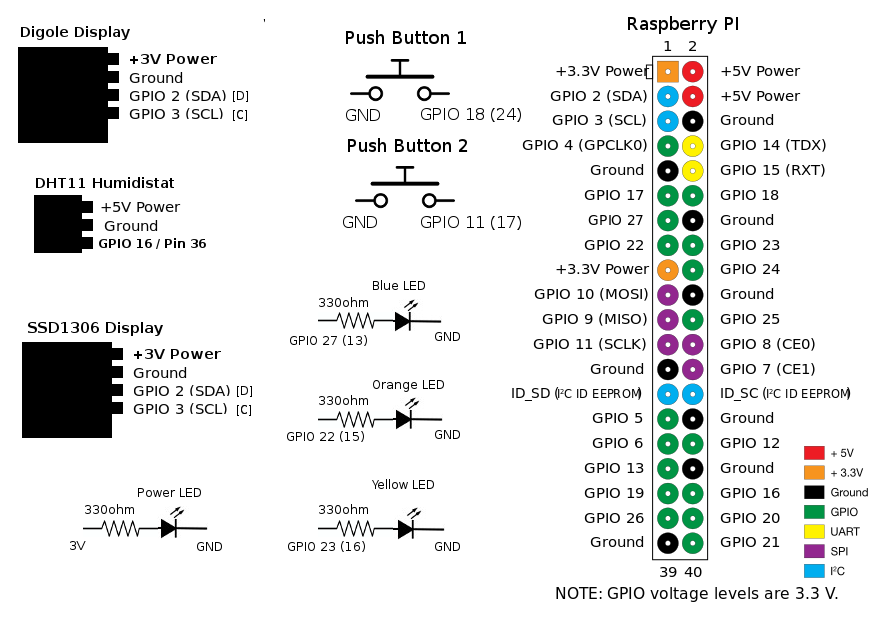 Digole Display
+3V Power
Ground
GPIO 2 (SDA) [D]
GPIO 3 (SCL) [C]
DHT11 Humidistat
+5V Power
Ground
GPIO 16 / Pin 36
SSD1306 Display
+3V Power
Ground
GPIO 2 (SDA) [D]
GPIO 3 (SCL) [C]
Power LED
330ohm
3V
GND
Push Button 1
GND GPIO 18 (24)
Push Button 2
GND GPIO 11 (17)
Blue LED
330ohm
GPIO 27 (13)
GND
Orange LED
330ohm
GPIO 22 (15)
GND
Yellow LED
330ohm
GPIO 23 (16)
GND
Raspberry PI
1 2
+3.3V Power +5V Power
GPIO 2 (SDA) +5V Power
GPIO 3 (SCL) Ground
GPIO 4 (GPCLK0) GPIO 14 (TDX)
Ground GPIO 15 (RXT)
GPIO 17 GPIO 18
GPIO 27 Ground
GPIO 22 GPIO 23
+3.3V Power GPIO 24
GPIO 10 (MOSI) Ground
GPIO 9 (MISO) GPIO 25
GPIO 11 (SCLK) GPIO 8 (CE0)
Ground GPIO 7 (CE1)
ID_SD (I²C ID EEPROM) ID_SC (I²C ID EEPROM)
GPIO 5 Ground
GPIO 6 GPIO 12
GPIO 13 Ground
GPIO 19 GPIO 16
GPIO 26 GPIO 20
Ground GPIO 21
39 40
+ 5V
+ 3.3V
Ground
GPIO
UART
SPI
I²C
NOTE: GPIO voltage levels are 3.3 V.